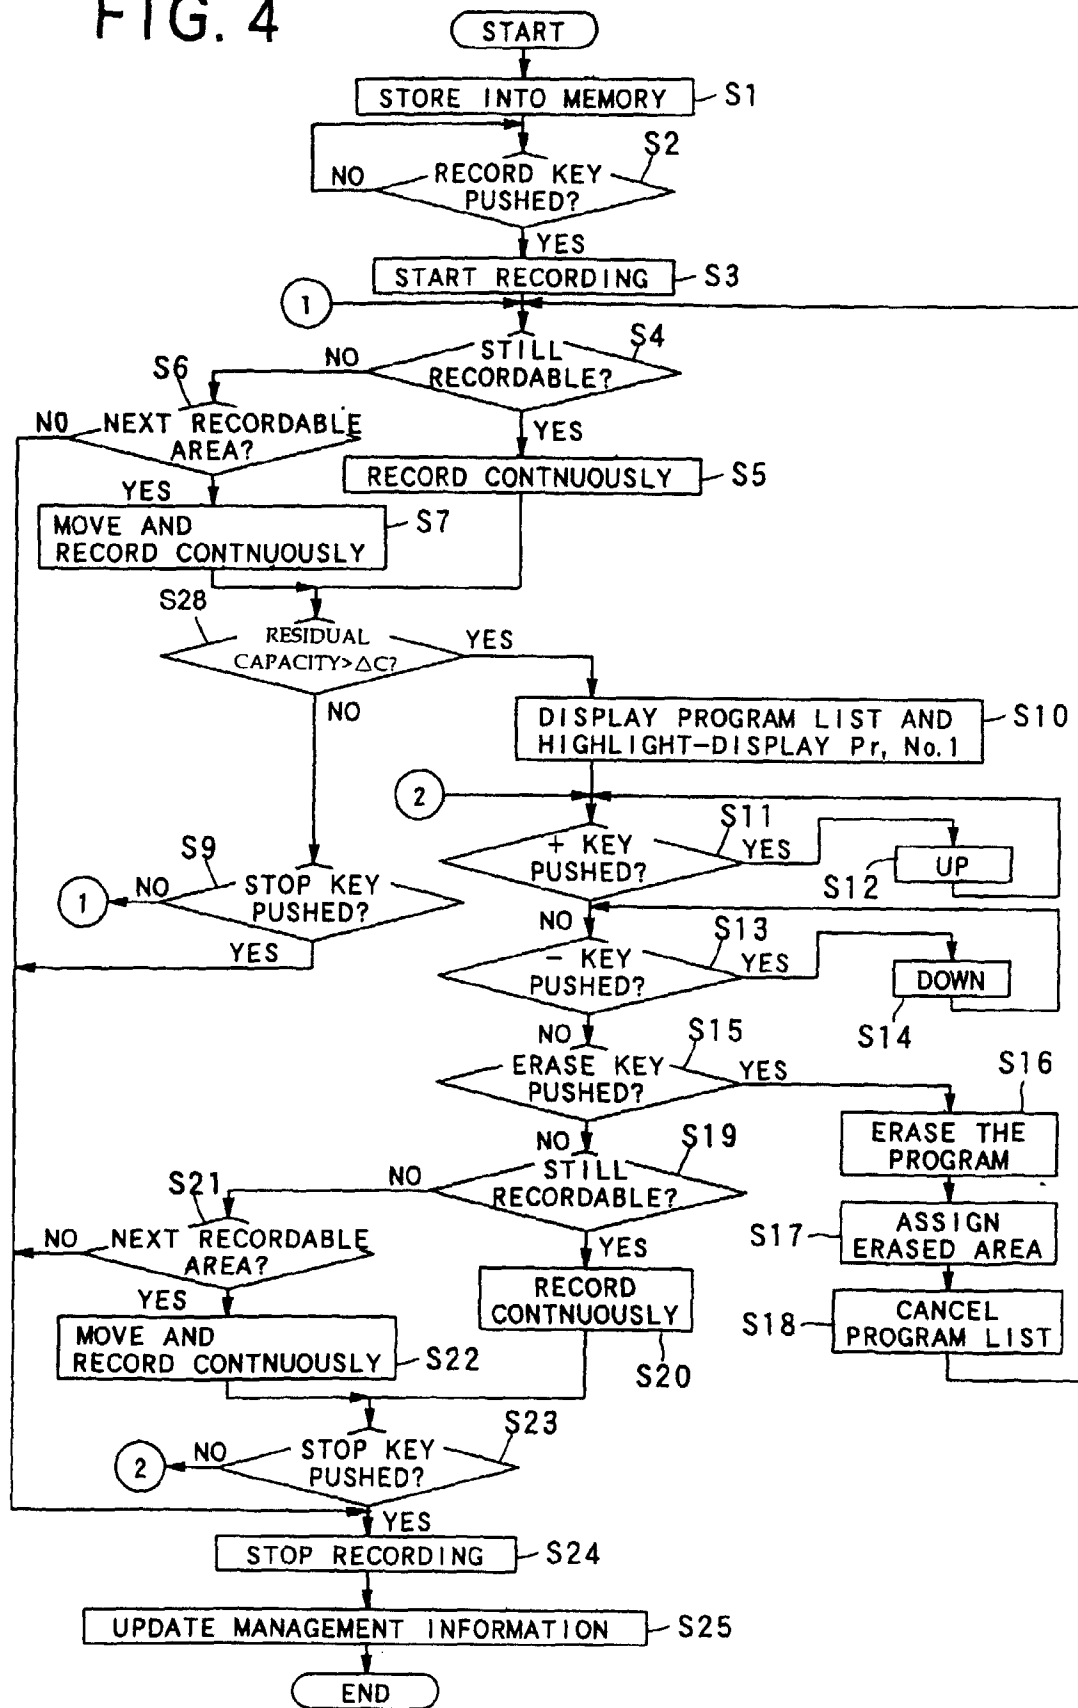 FIG. 4
START
STORE INTO MEMORY
S1
S2
RECORD KEY
PUSHED?
NO
YES
START RECORDING
S3
1
S4
STILL
RECORDABLE?
NO
YES
S6
NEXT RECORDABLE
AREA?
NO
YES
RECORD CONTNUOUSLY
S5
MOVE AND
RECORD CONTNUOUSLY
S7
S28
RESIDUAL
CAPACITY>△C?
YES
NO
DISPLAY PROGRAM LIST AND
HIGHLIGHT-DISPLAY Pr, No.1
S10
2
S11
+ KEY
PUSHED?
YES
NO
UP
S12
S9
STOP KEY
PUSHED?
NO
1
YES
S13
- KEY
PUSHED?
YES
NO
DOWN
S14
S15
ERASE KEY
PUSHED?
YES
NO
S16
ERASE THE
PROGRAM
S17
ASSIGN
ERASED AREA
S18
CANCEL
PROGRAM LIST
S19
STILL
RECORDABLE?
NO
YES
S21
NEXT RECORDABLE
AREA?
NO
YES
RECORD
CONTNUOUSLY
S20
MOVE AND
RECORD CONTNUOUSLY
S22
S23
STOP KEY
PUSHED?
NO
2
YES
STOP RECORDING
S24
UPDATE MANAGEMENT INFORMATION
S25
END